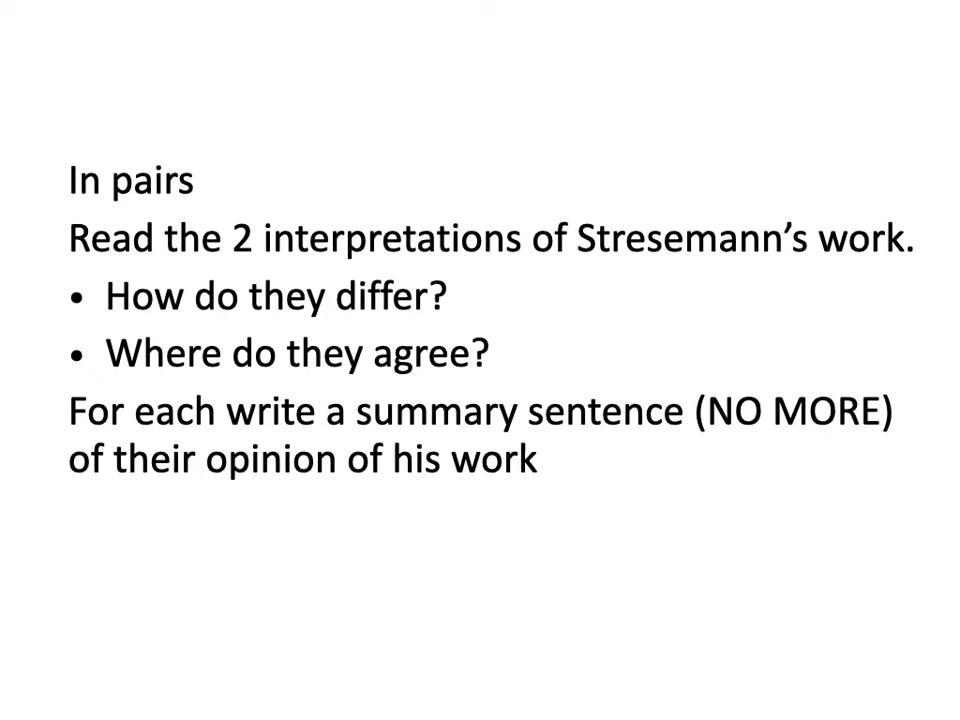 In pairs
Read the 2 interpretations of Stresemann’s work.
• How do they differ?
• Where do they agree?
For each write a summary sentence (NO MORE)
of their opinion of his work